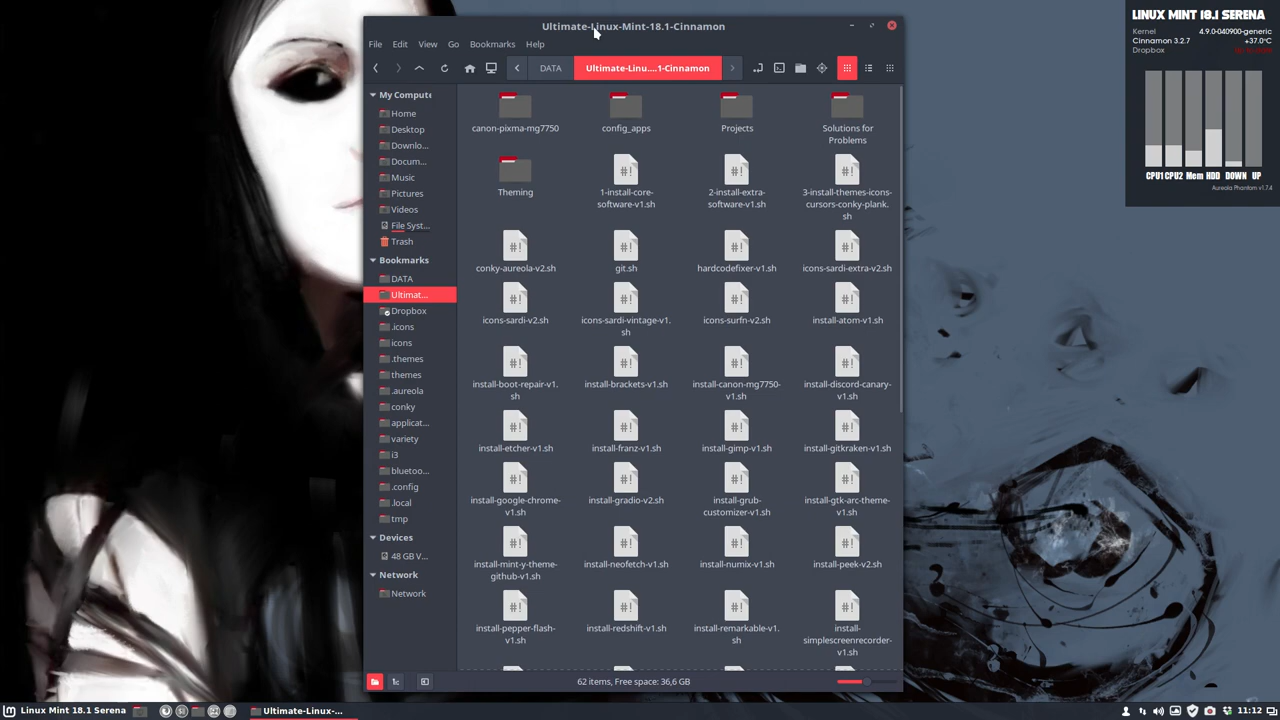 Ultimate-Linux-Mint-18.1-Cinnamon
File Edit View Go Bookmarks Help
DATA Ultimate-Linu....1-Cinnamon
My Compute
Home
Desktop
Downlo...
Docum...
Music
Pictures
Videos
File Syst...
Trash
Bookmarks
DATA
Ultimat...
Dropbox
.icons
icons
.themes
themes
.aureola
conky
applicat...
variety
i3
bluetoo...
.config
.local
tmp
Devices
48 GB V...
Network
Network
canon-pixma-mg7750
config_apps
Projects
Solutions for
Problems
Theming
1-install-core-
software-v1.sh
2-install-extra-
software-v1.sh
3-install-themes-icons-
cursors-conky-plank.
sh
conky-aureola-v2.sh
git.sh
hardcodefixer-v1.sh
icons-sardi-extra-v2.sh
icons-sardi-v2.sh
icons-sardi-vintage-v1.
sh
icons-surfn-v2.sh
install-atom-v1.sh
install-boot-repair-v1.
sh
install-brackets-v1.sh
install-canon-mg7750-
v1.sh
install-discord-canary-
v1.sh
install-etcher-v1.sh
install-franz-v1.sh
install-gimp-v1.sh
install-gitkraken-v1.sh
install-google-chrome-
v1.sh
install-gradio-v2.sh
install-grub-
customizer-v1.sh
install-gtk-arc-theme-
v1.sh
install-mint-y-theme-
github-v1.sh
install-neofetch-v1.sh
install-numix-v1.sh
install-peek-v2.sh
install-pepper-flash-
v1.sh
install-redshift-v1.sh
install-remarkable-v1.
sh
install-
simplescreenrecorder-
v1.sh
62 items, Free space: 36,6 GB
LINUX MINT 18.1 SERENA
Kernel 4.9.0-040900-generic
Cinnamon 3.2.7 +37.0°C
Dropbox
CPU1 CPU2 Mem HDD DOWN UP
Aureola Phantom v1.7.4
Linux Mint 18.1 Serena
Ultimate-Linux-...
11:12